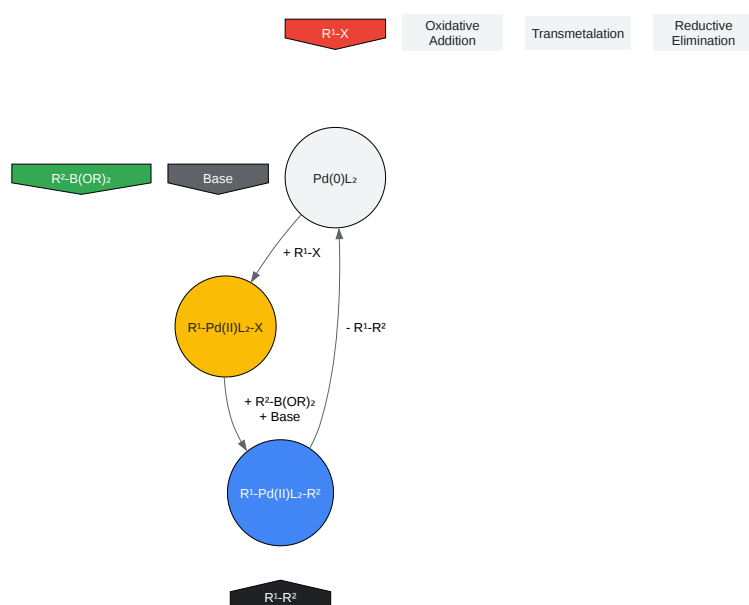 R¹-X
Oxidative
Addition
Transmetalation
Reductive
Elimination
R²-B(OR)₂
Base
Pd(0)L₂
+ R¹-X
R¹-Pd(II)L₂-X
- R¹-R²
+ R²-B(OR)₂
+ Base
R¹-Pd(II)L₂-R²
R¹-R²